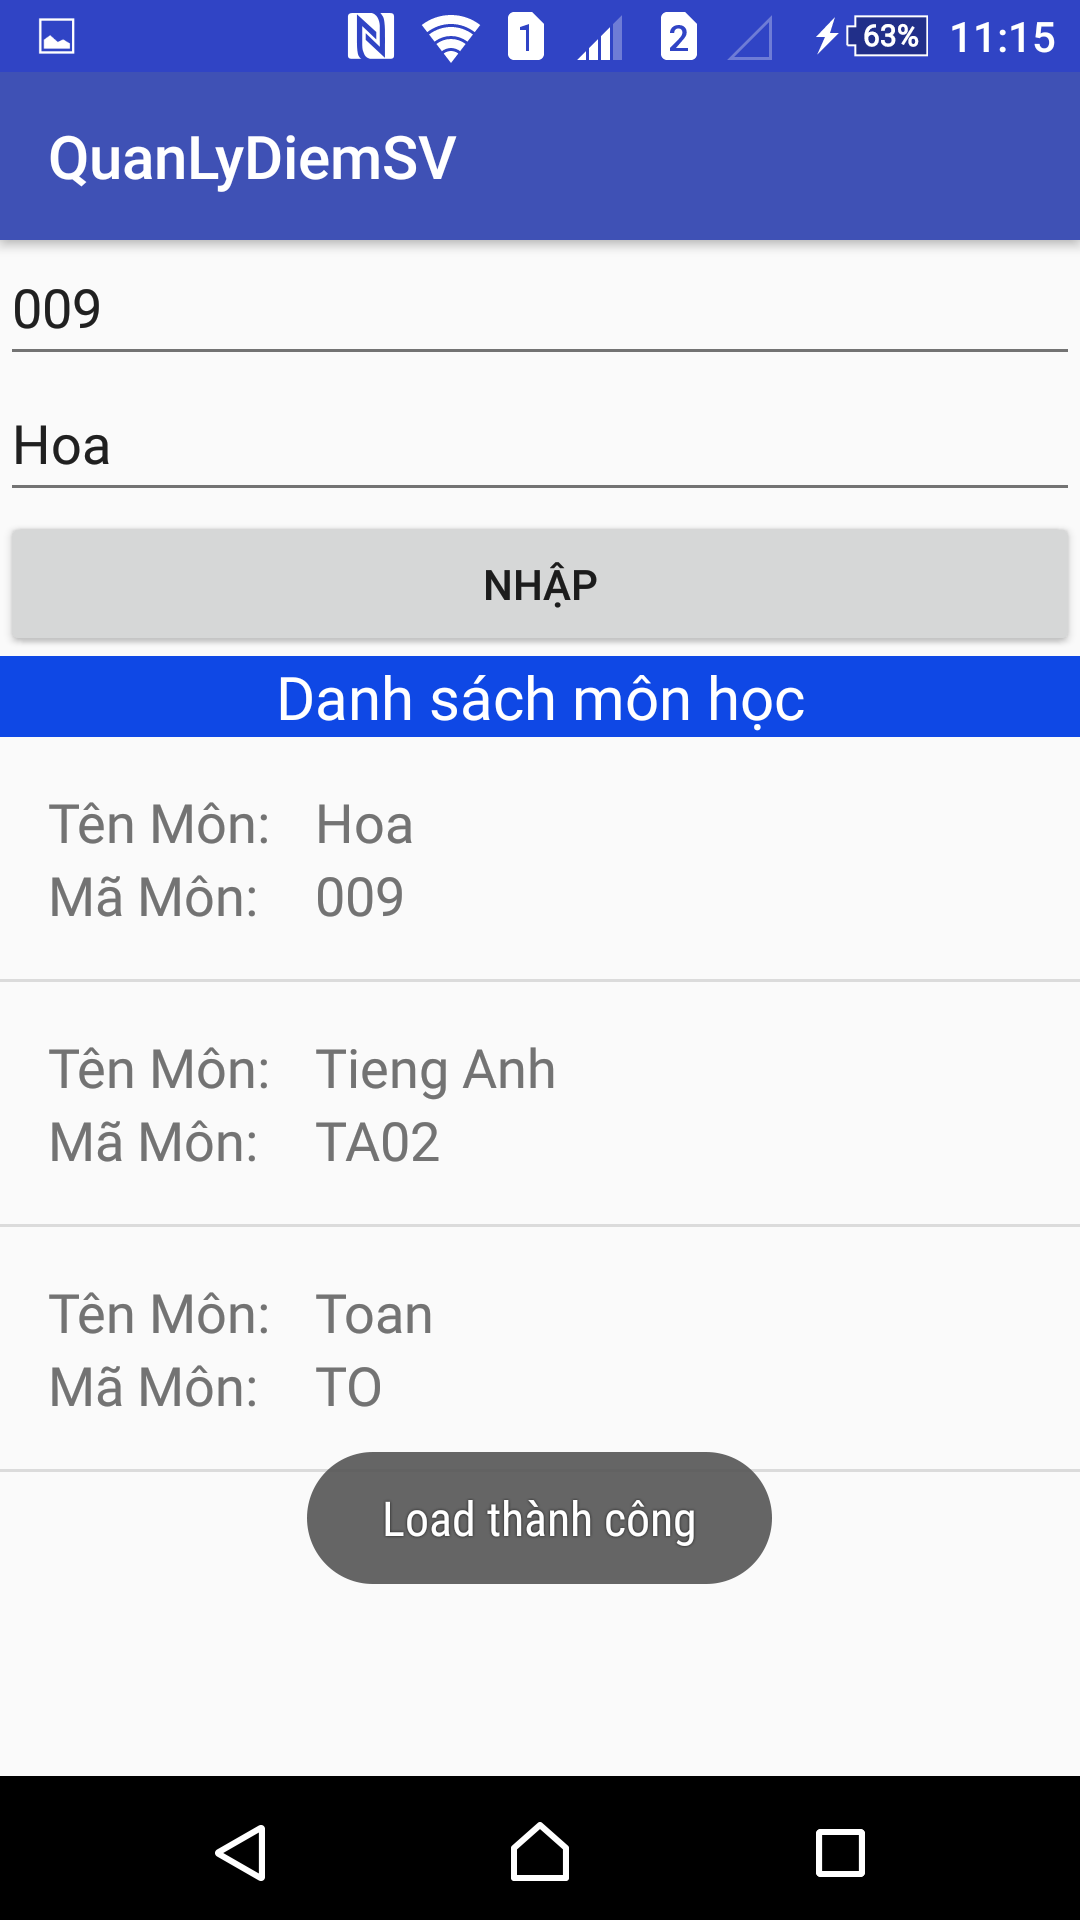 1 2 63% 11:15
QuanLyDiemSV
009
Hoa
NHẬP
Danh sách môn học
Tên Môn: Hoa
Mã Môn: 009
Tên Môn: Tieng Anh
Mã Môn: TA02
Tên Môn: Toan
Mã Môn: TO
Load thành công